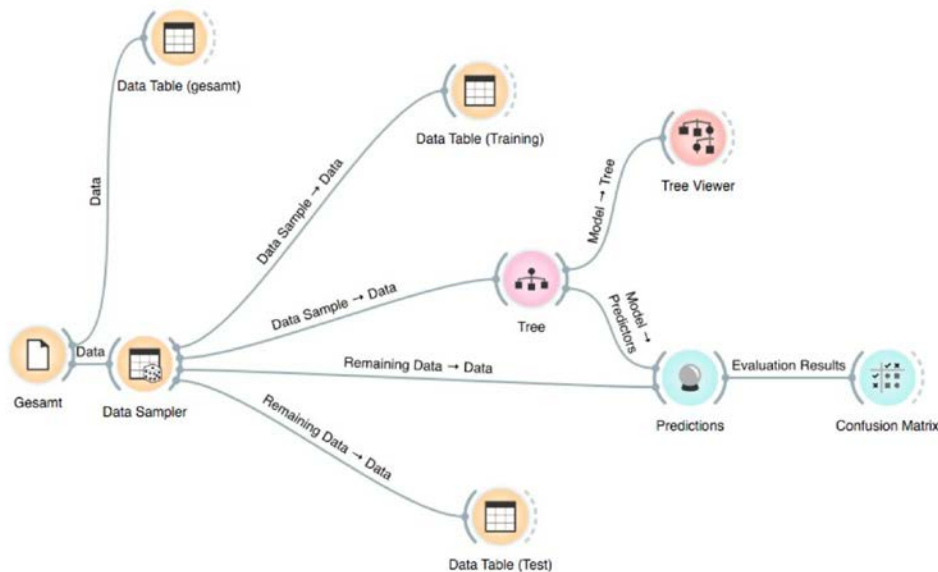 Data Table (gesamt)
Data Table (Training)
Tree Viewer
Data
Data Sample → Data
Model → Tree
Data Sample → Data
Tree
Model →
Predictors
Gesamt
Data
Data Sampler
Remaining Data → Data
Predictions
Evaluation Results
Confusion Matrix
Remaining Data → Data
Data Table (Test)